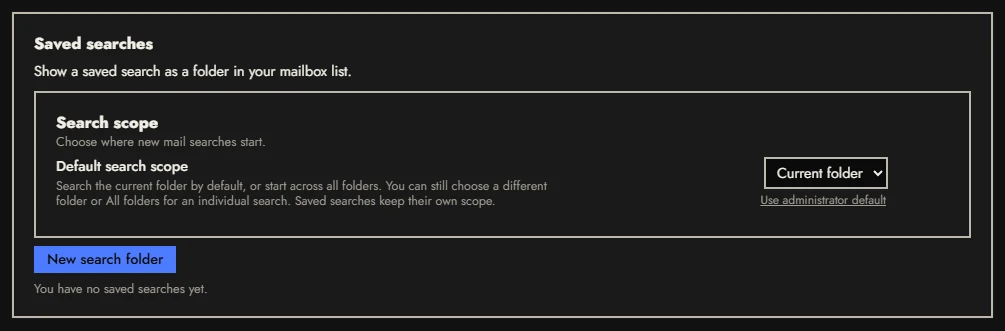 Saved searches
Show a saved search as a folder in your mailbox list.
Search scope
Choose where new mail searches start.
Default search scope
Search the current folder by default, or start across all folders. You can still choose a different
folder or All folders for an individual search. Saved searches keep their own scope.
Current folder
Use administrator default
New search folder
You have no saved searches yet.